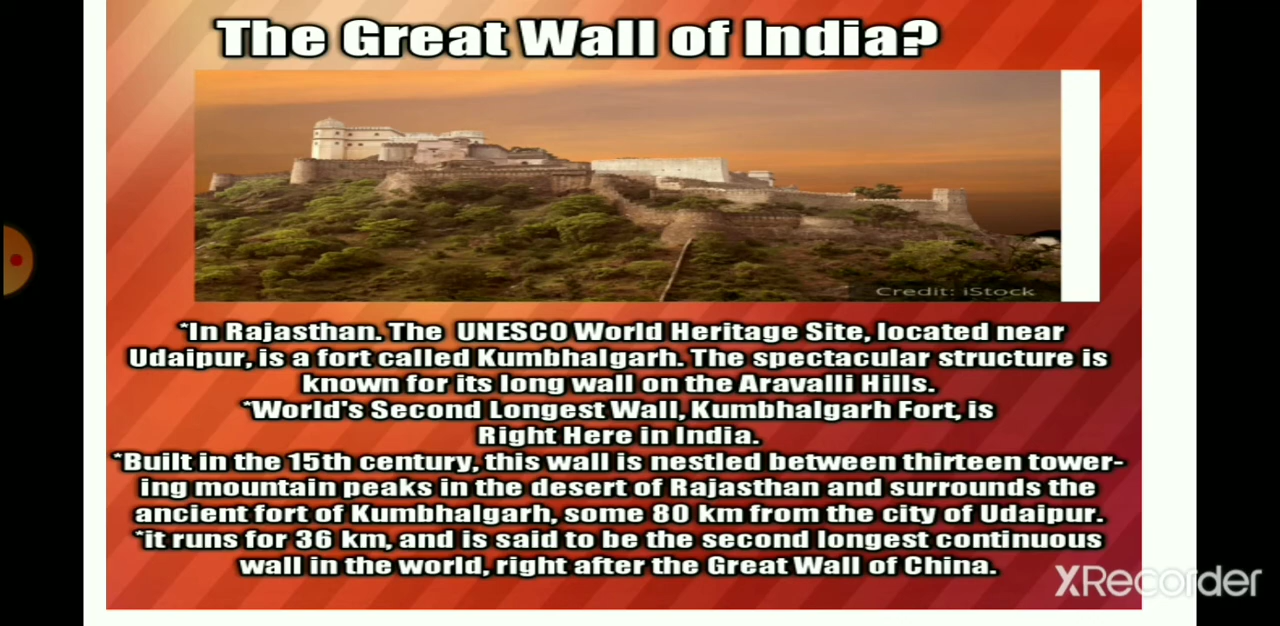 The Great Wall of India?
Credit: iStock
*In Rajasthan. The UNESCO World Heritage Site, located near
Udaipur, is a fort called Kumbhalgarh. The spectacular structure is
known for its long wall on the Aravalli Hills.
*World's Second Longest Wall, Kumbhalgarh Fort, is
Right Here in India.
*Built in the 15th century, this wall is nestled between thirteen tower-
ing mountain peaks in the desert of Rajasthan and surrounds the
ancient fort of Kumbhalgarh, some 80 km from the city of Udaipur.
*it runs for 36 km, and is said to be the second longest continuous
wall in the world, right after the Great Wall of China.
XRecorder